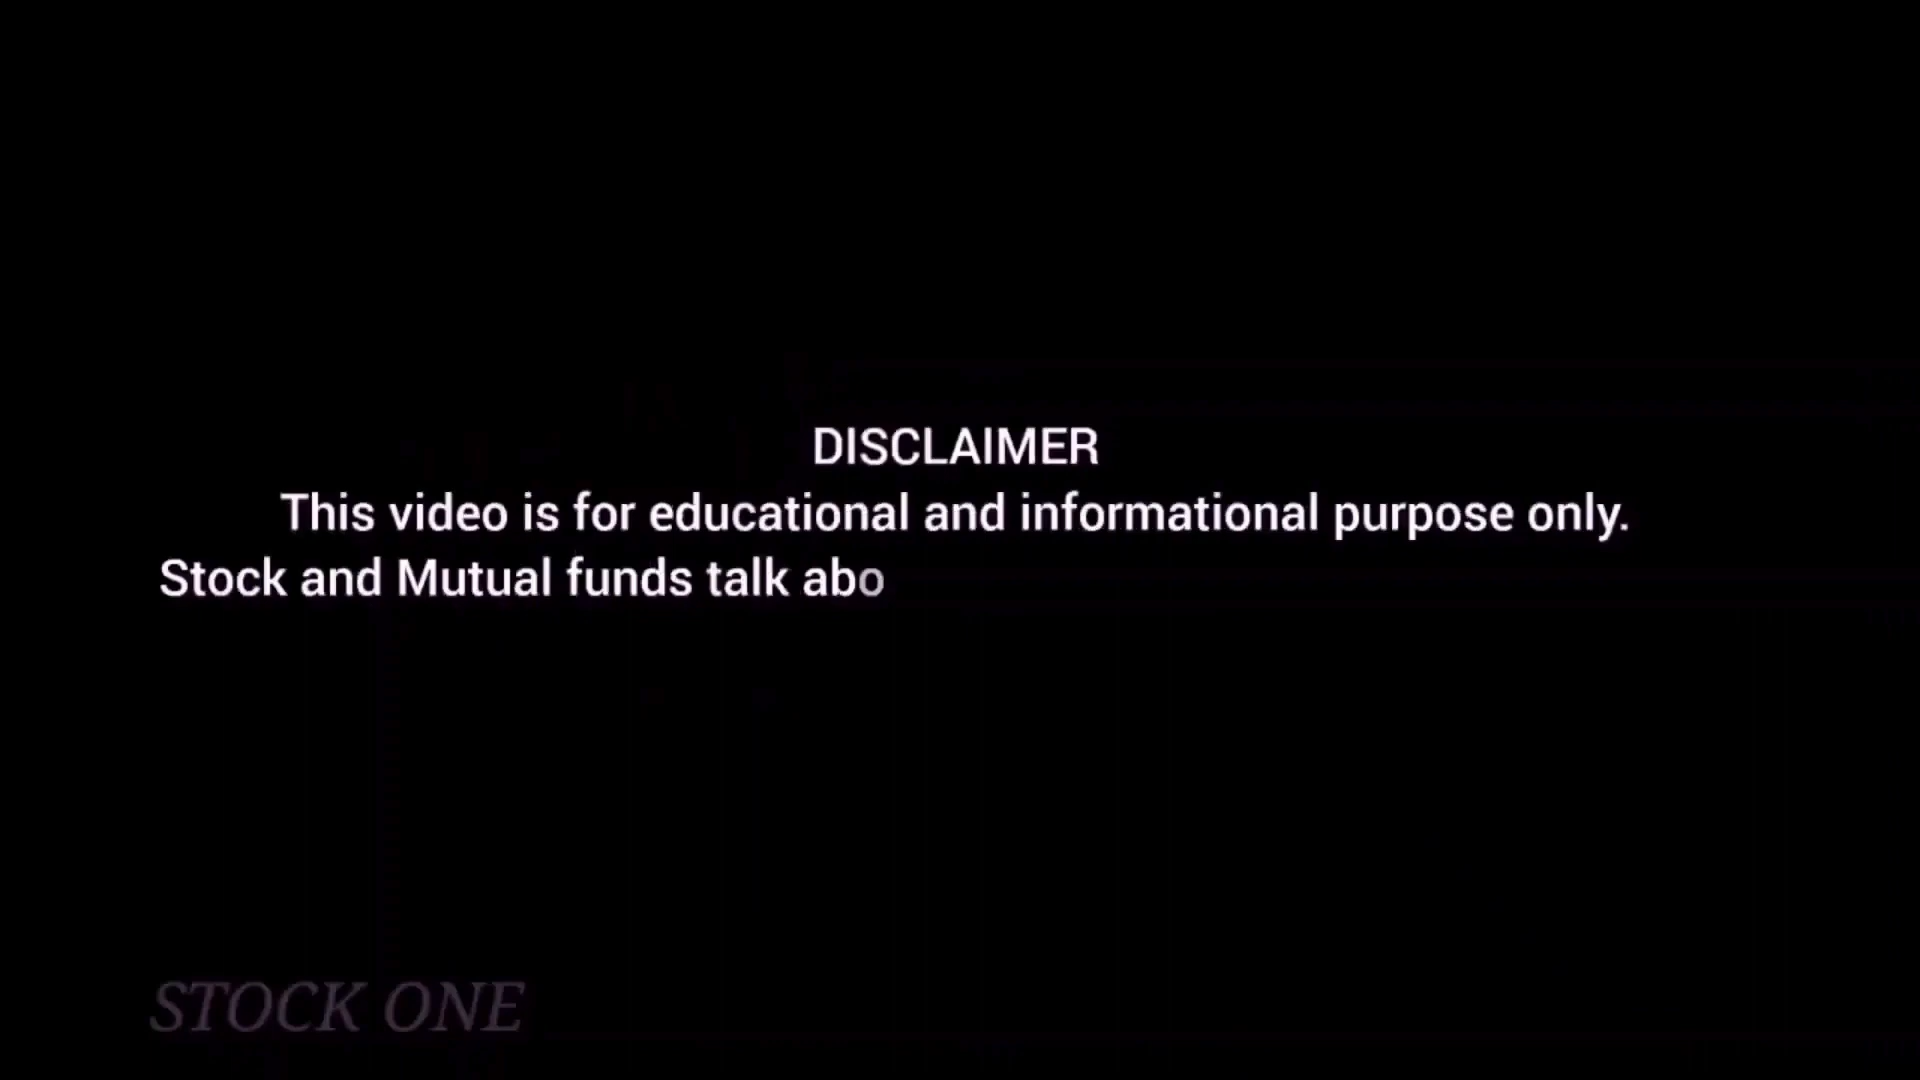 DISCLAIMER
This video is for educational and informational purpose only.
Stock and Mutual funds talk abo
STOCK ONE